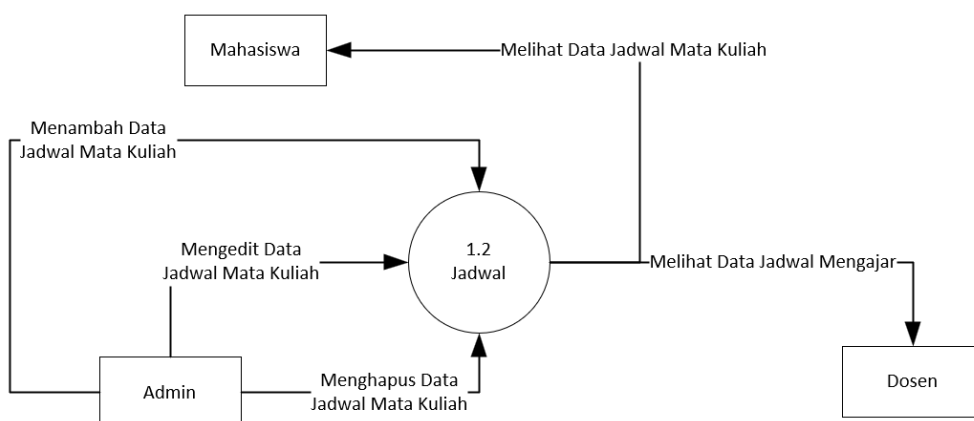 Mahasiswa
Melihat Data Jadwal Mata Kuliah
Menambah Data
Jadwal Mata Kuliah
Mengedit Data
Jadwal Mata Kuliah
1.2
Jadwal
Melihat Data Jadwal Mengajar
Admin
Menghapus Data
Jadwal Mata Kuliah
Dosen